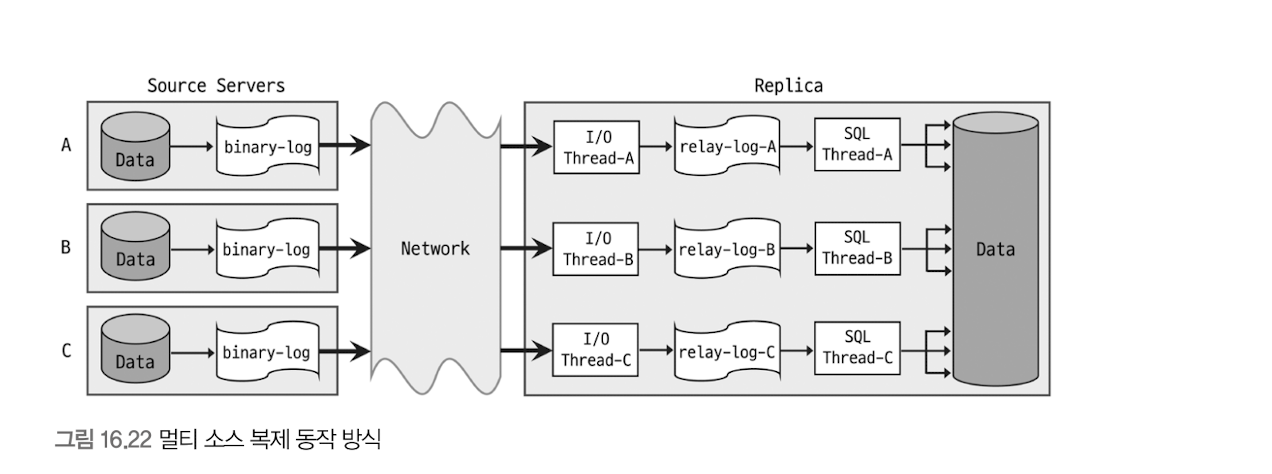 Source Servers
Replica
A
Data
binary-log
I/O
Thread-A
relay-log-A
SQL
Thread-A
B
Data
binary-log
Network
I/O
Thread-B
relay-log-B
SQL
Thread-B
Data
C
Data
binary-log
I/O
Thread-C
relay-log-C
SQL
Thread-C
그림 16.22 멀티 소스 복제 동작 방식